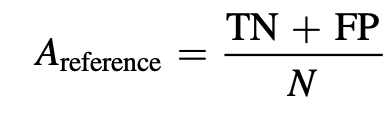 A_reference = (TN + FP) / N